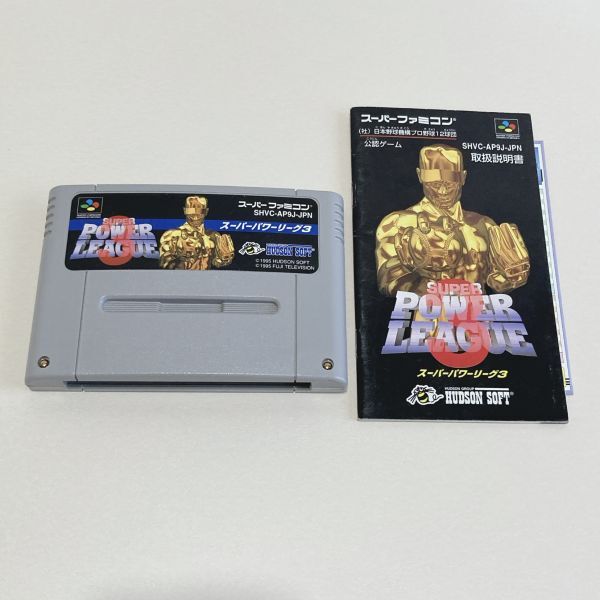 スーパーファミコン
SHVC-AP9J-JPN
スーパーパワーリーグ3
SUPER
POWER
LEAGUE
3
HUDSON SOFT
©1995 HUDSON SOFT
©1995 FUJI TELEVISION
スーパーファミコン
(社)日本野球機構プロ野球12球団
公認ゲーム
SHVC-AP9J-JPN
取扱説明書
SUPER
POWER
LEAGUE
3
スーパーパワーリーグ3
HUDSON GROUP
HUDSON SOFT